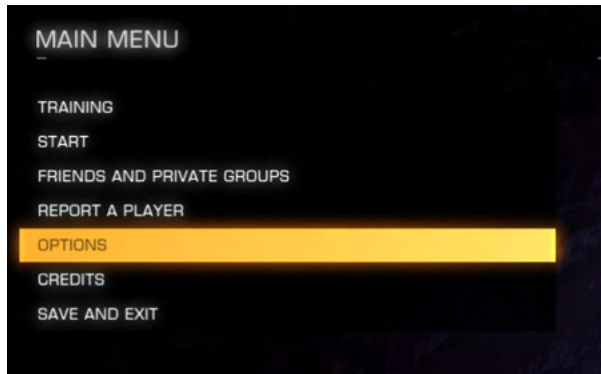 MAIN MENU
TRAINING
START
FRIENDS AND PRIVATE GROUPS
REPORT A PLAYER
OPTIONS
CREDITS
SAVE AND EXIT